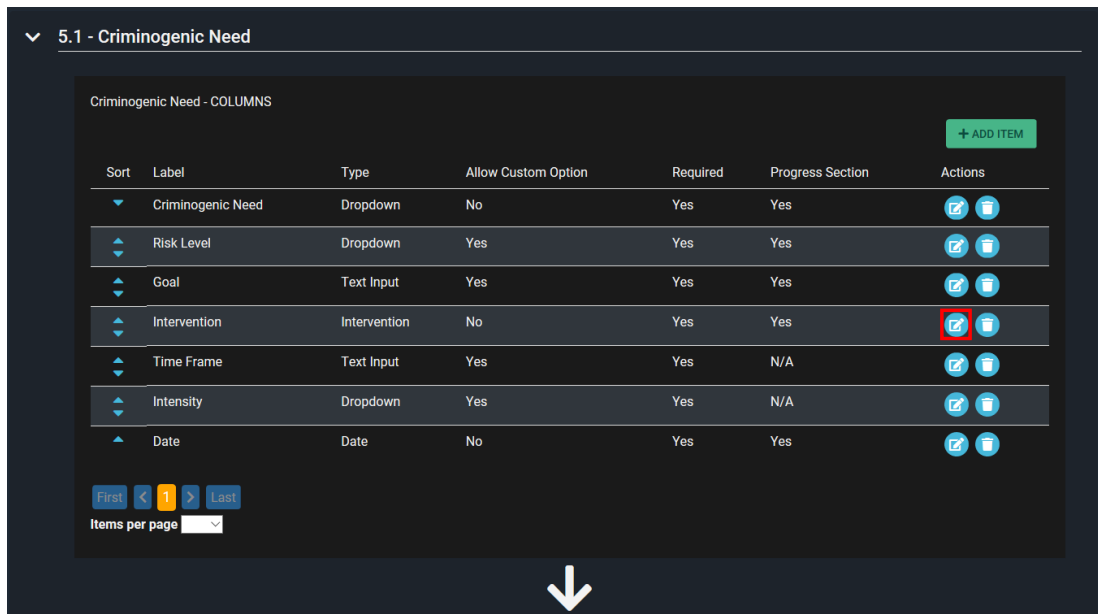 5.1 - Criminogenic Need
Criminogenic Need - COLUMNS
+ ADD ITEM
Sort Label Type Allow Custom Option Required Progress Section Actions
Criminogenic Need Dropdown No Yes Yes
Risk Level Dropdown Yes Yes Yes
Goal Text Input Yes Yes Yes
Intervention Intervention No Yes Yes
Time Frame Text Input Yes Yes N/A
Intensity Dropdown Yes Yes N/A
Date Date No Yes Yes
First < 1 > Last
Items per page